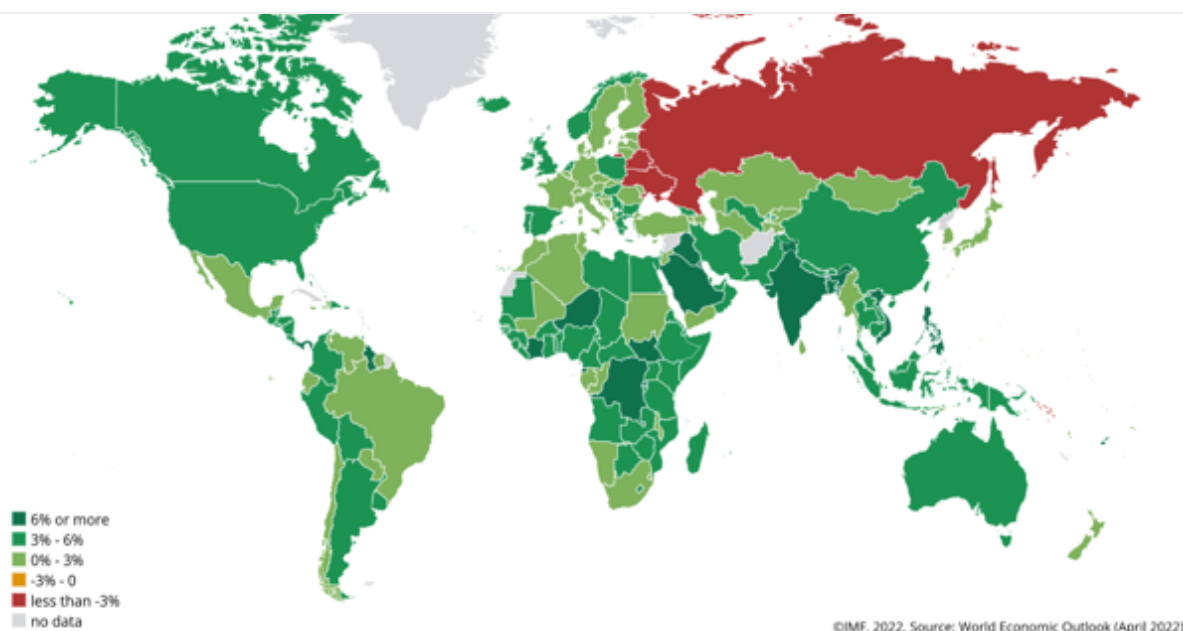 6% or more
3% - 6%
0% - 3%
-3% - 0
less than -3%
no data
©IMF, 2022, Source: World Economic Outlook (April 2022)